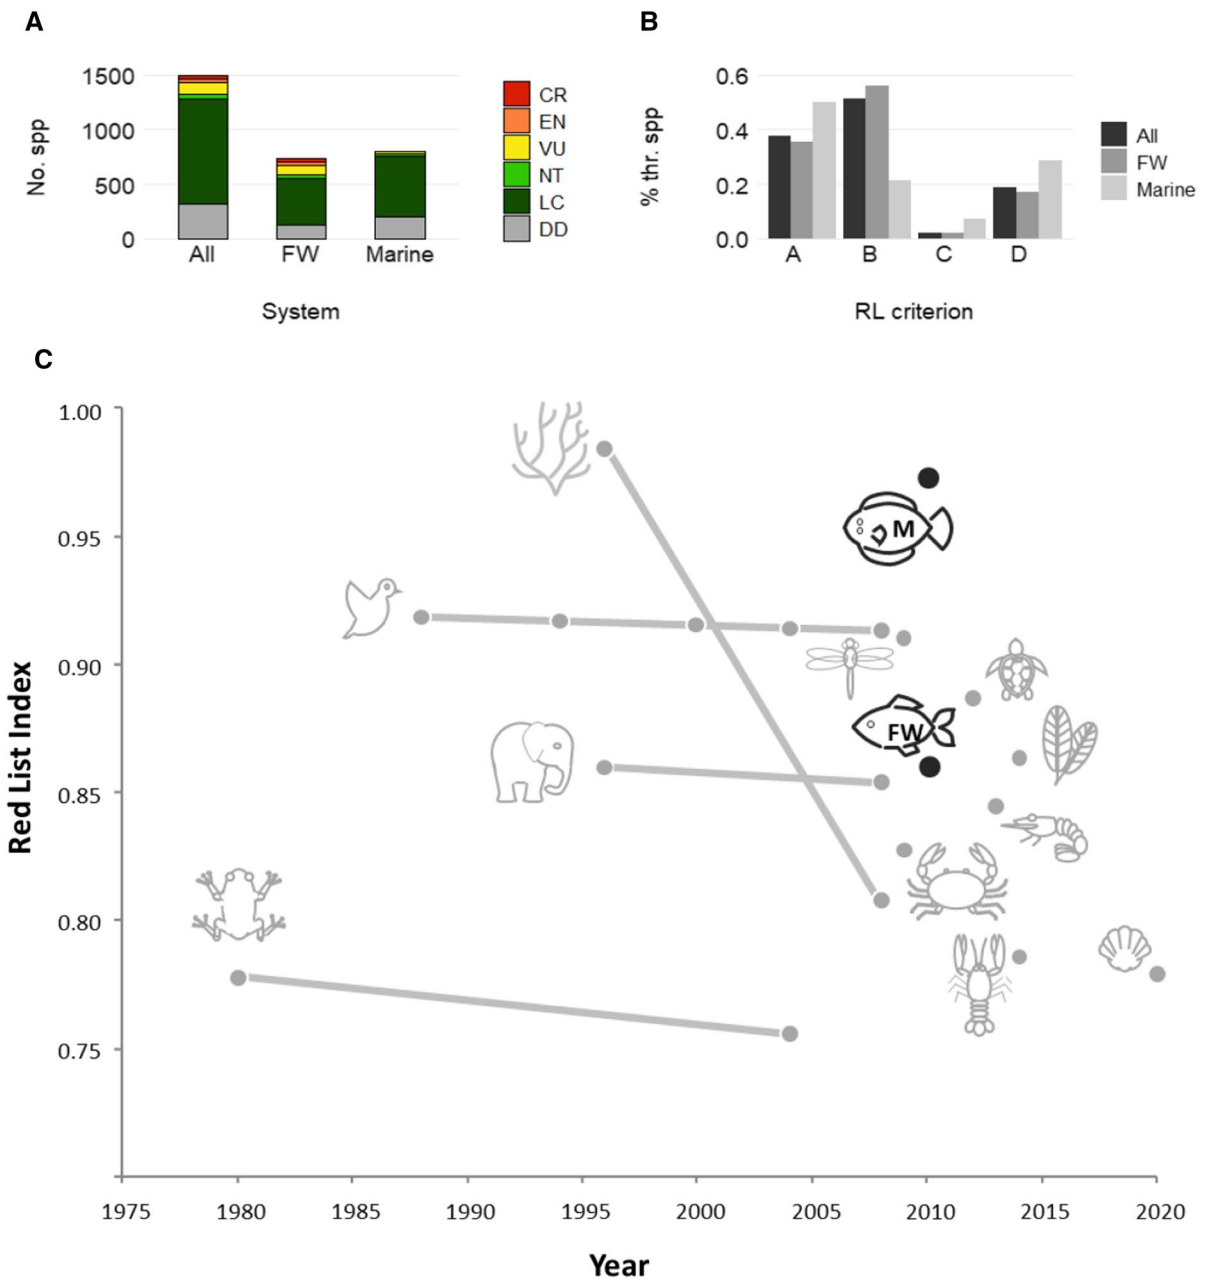 A
No. spp
1500
1000
500
0
All
FW
Marine
System
CR
EN
VU
NT
LC
DD
B
% thr. spp
0.6
0.4
0.2
0.0
A
B
C
D
RL criterion
All
FW
Marine
C
Red List Index
1.00
0.95
0.90
0.85
0.80
0.75
M
FW
1975
1980
1985
1990
1995
2000
2005
2010
2015
2020
Year